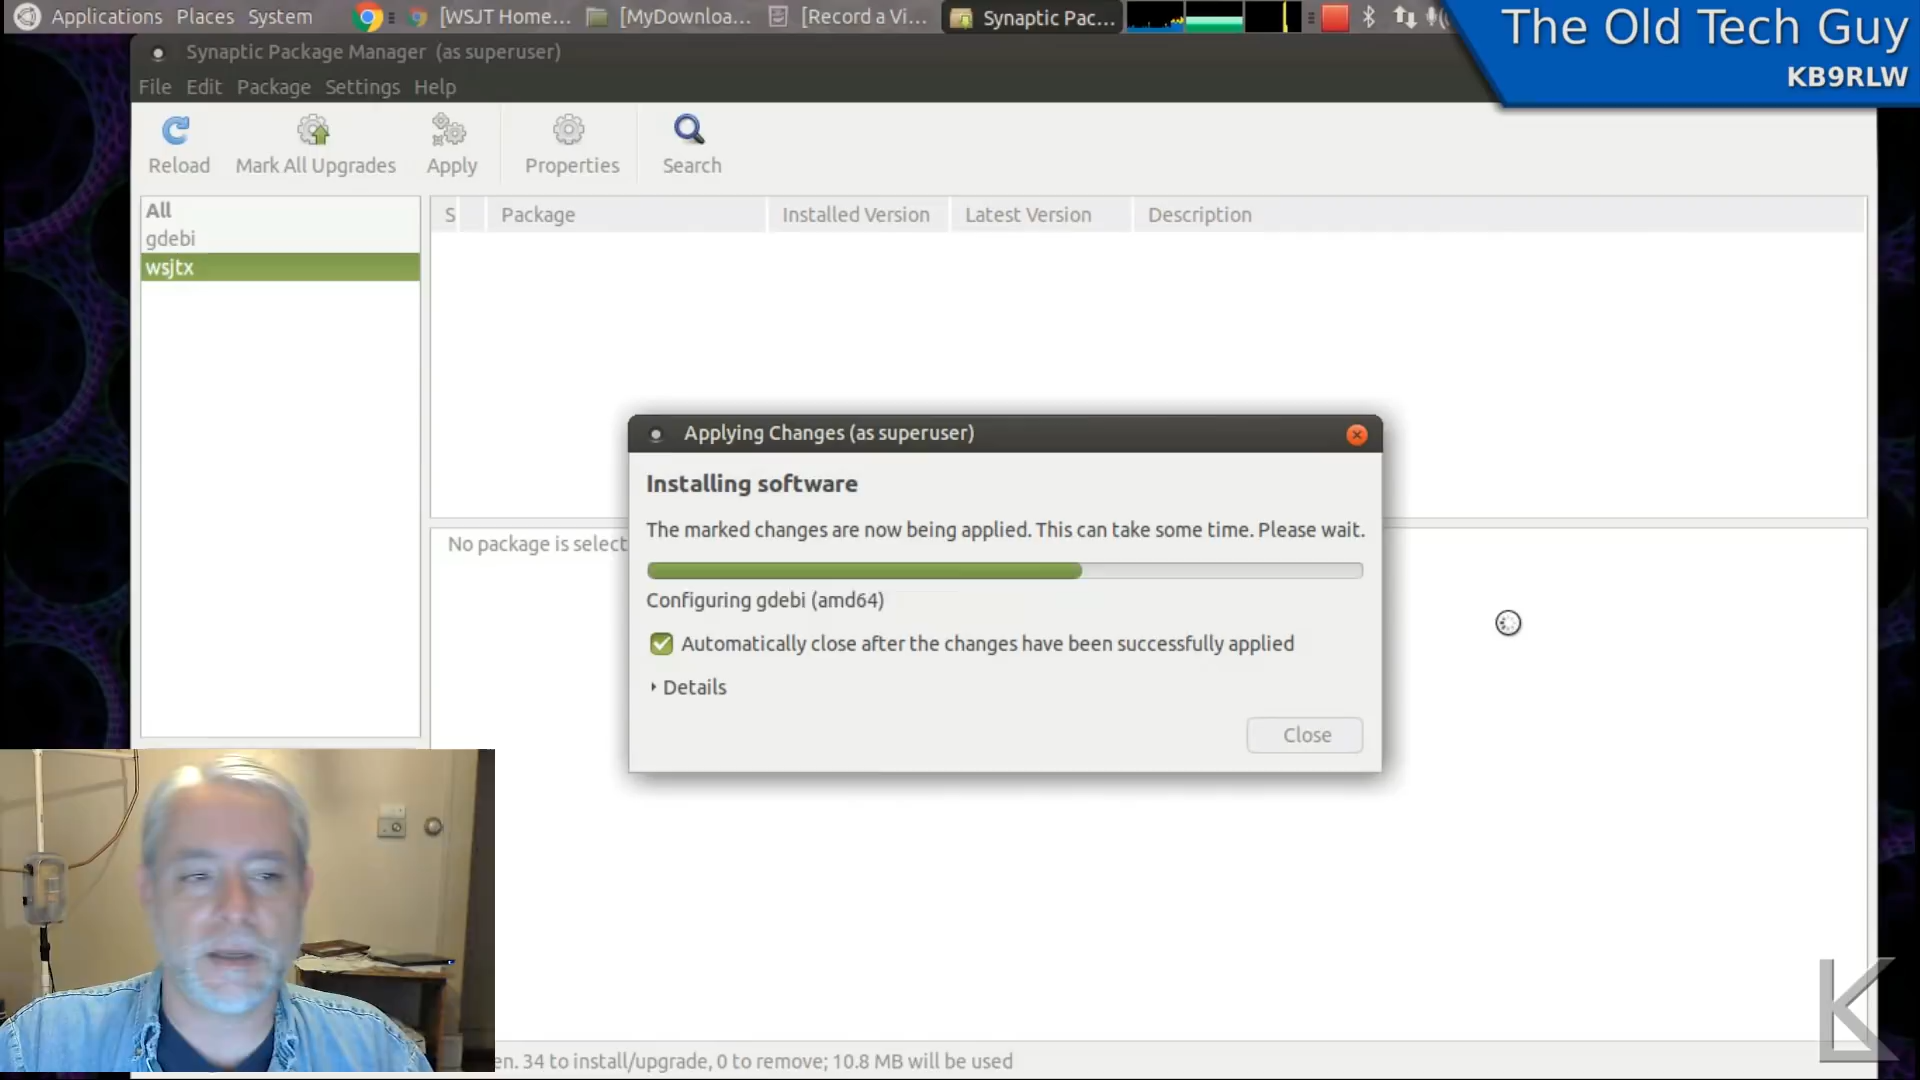 Applications Places System [WSJT Home... [MyDownloa... [Record a Vi... Synaptic Pac...
The Old Tech Guy
KB9RLW
Synaptic Package Manager (as superuser)
File Edit Package Settings Help
Reload Mark All Upgrades Apply Properties Search
All
gdebi
wsjtx
S Package Installed Version Latest Version Description
No package is select
Applying Changes (as superuser)
Installing software
The marked changes are now being applied. This can take some time. Please wait.
Configuring gdebi (amd64)
Automatically close after the changes have been successfully applied
Details
Close
en. 34 to install/upgrade, 0 to remove; 10.8 MB will be used
K